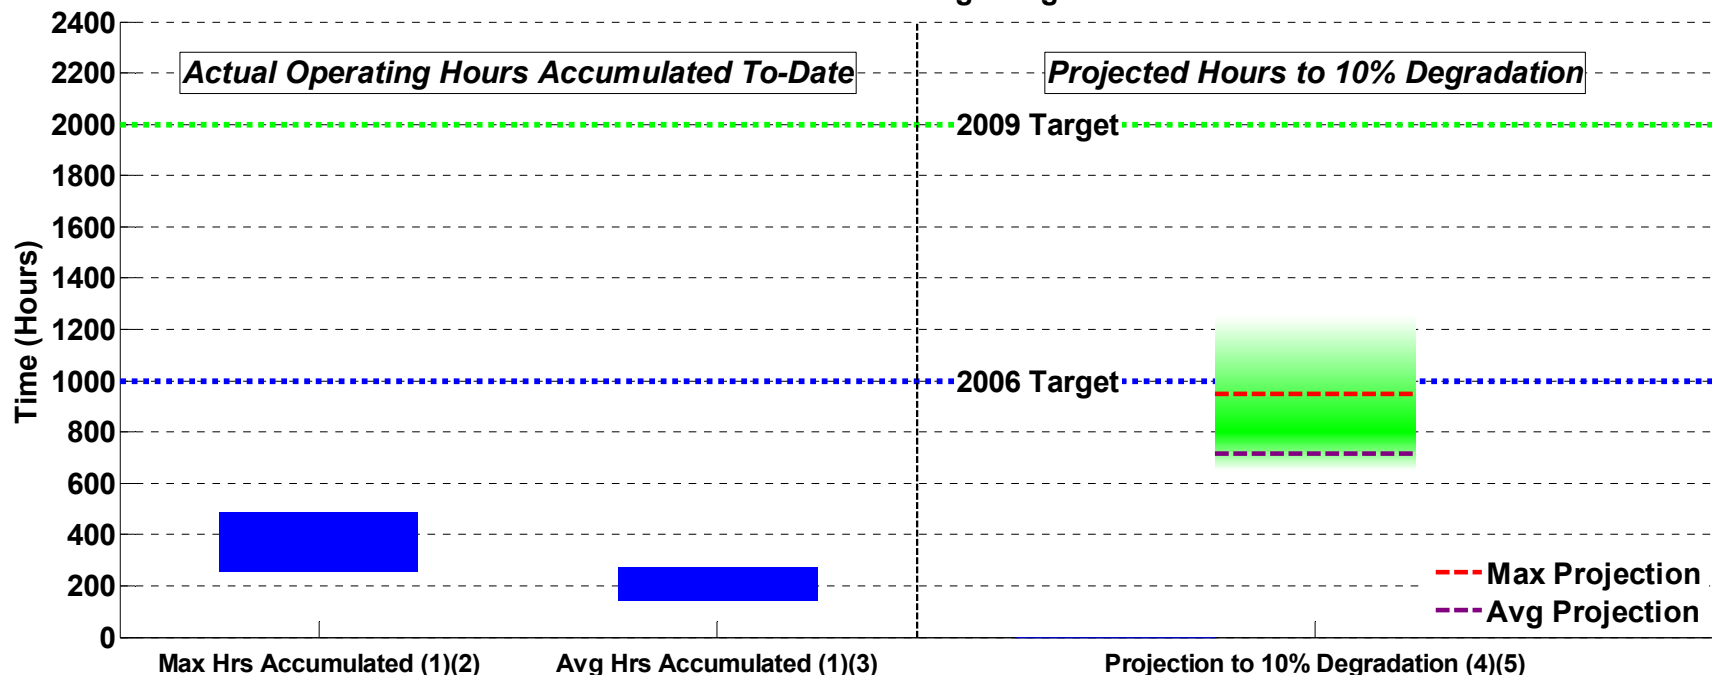 2400
2200
2000
1800
1600
1400
1200
1000
800
600
400
200
0
Time (Hours)
Actual Operating Hours Accumulated To-Date
Projected Hours to 10% Degradation
2009 Target
2006 Target
Max Projection
Avg Projection
Max Hrs Accumulated (1)(2)
Avg Hrs Accumulated (1)(3)
Projection to 10% Degradation (4)(5)